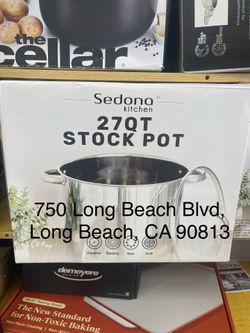 the
cellar
Sedona
kitchen
27QT
STOCK POT
750 Long Beach Blvd,
Long Beach, CA 90813
Ceramic Electric Gas Grill
demeyere
The New Standard
for Non-Toxic Baking